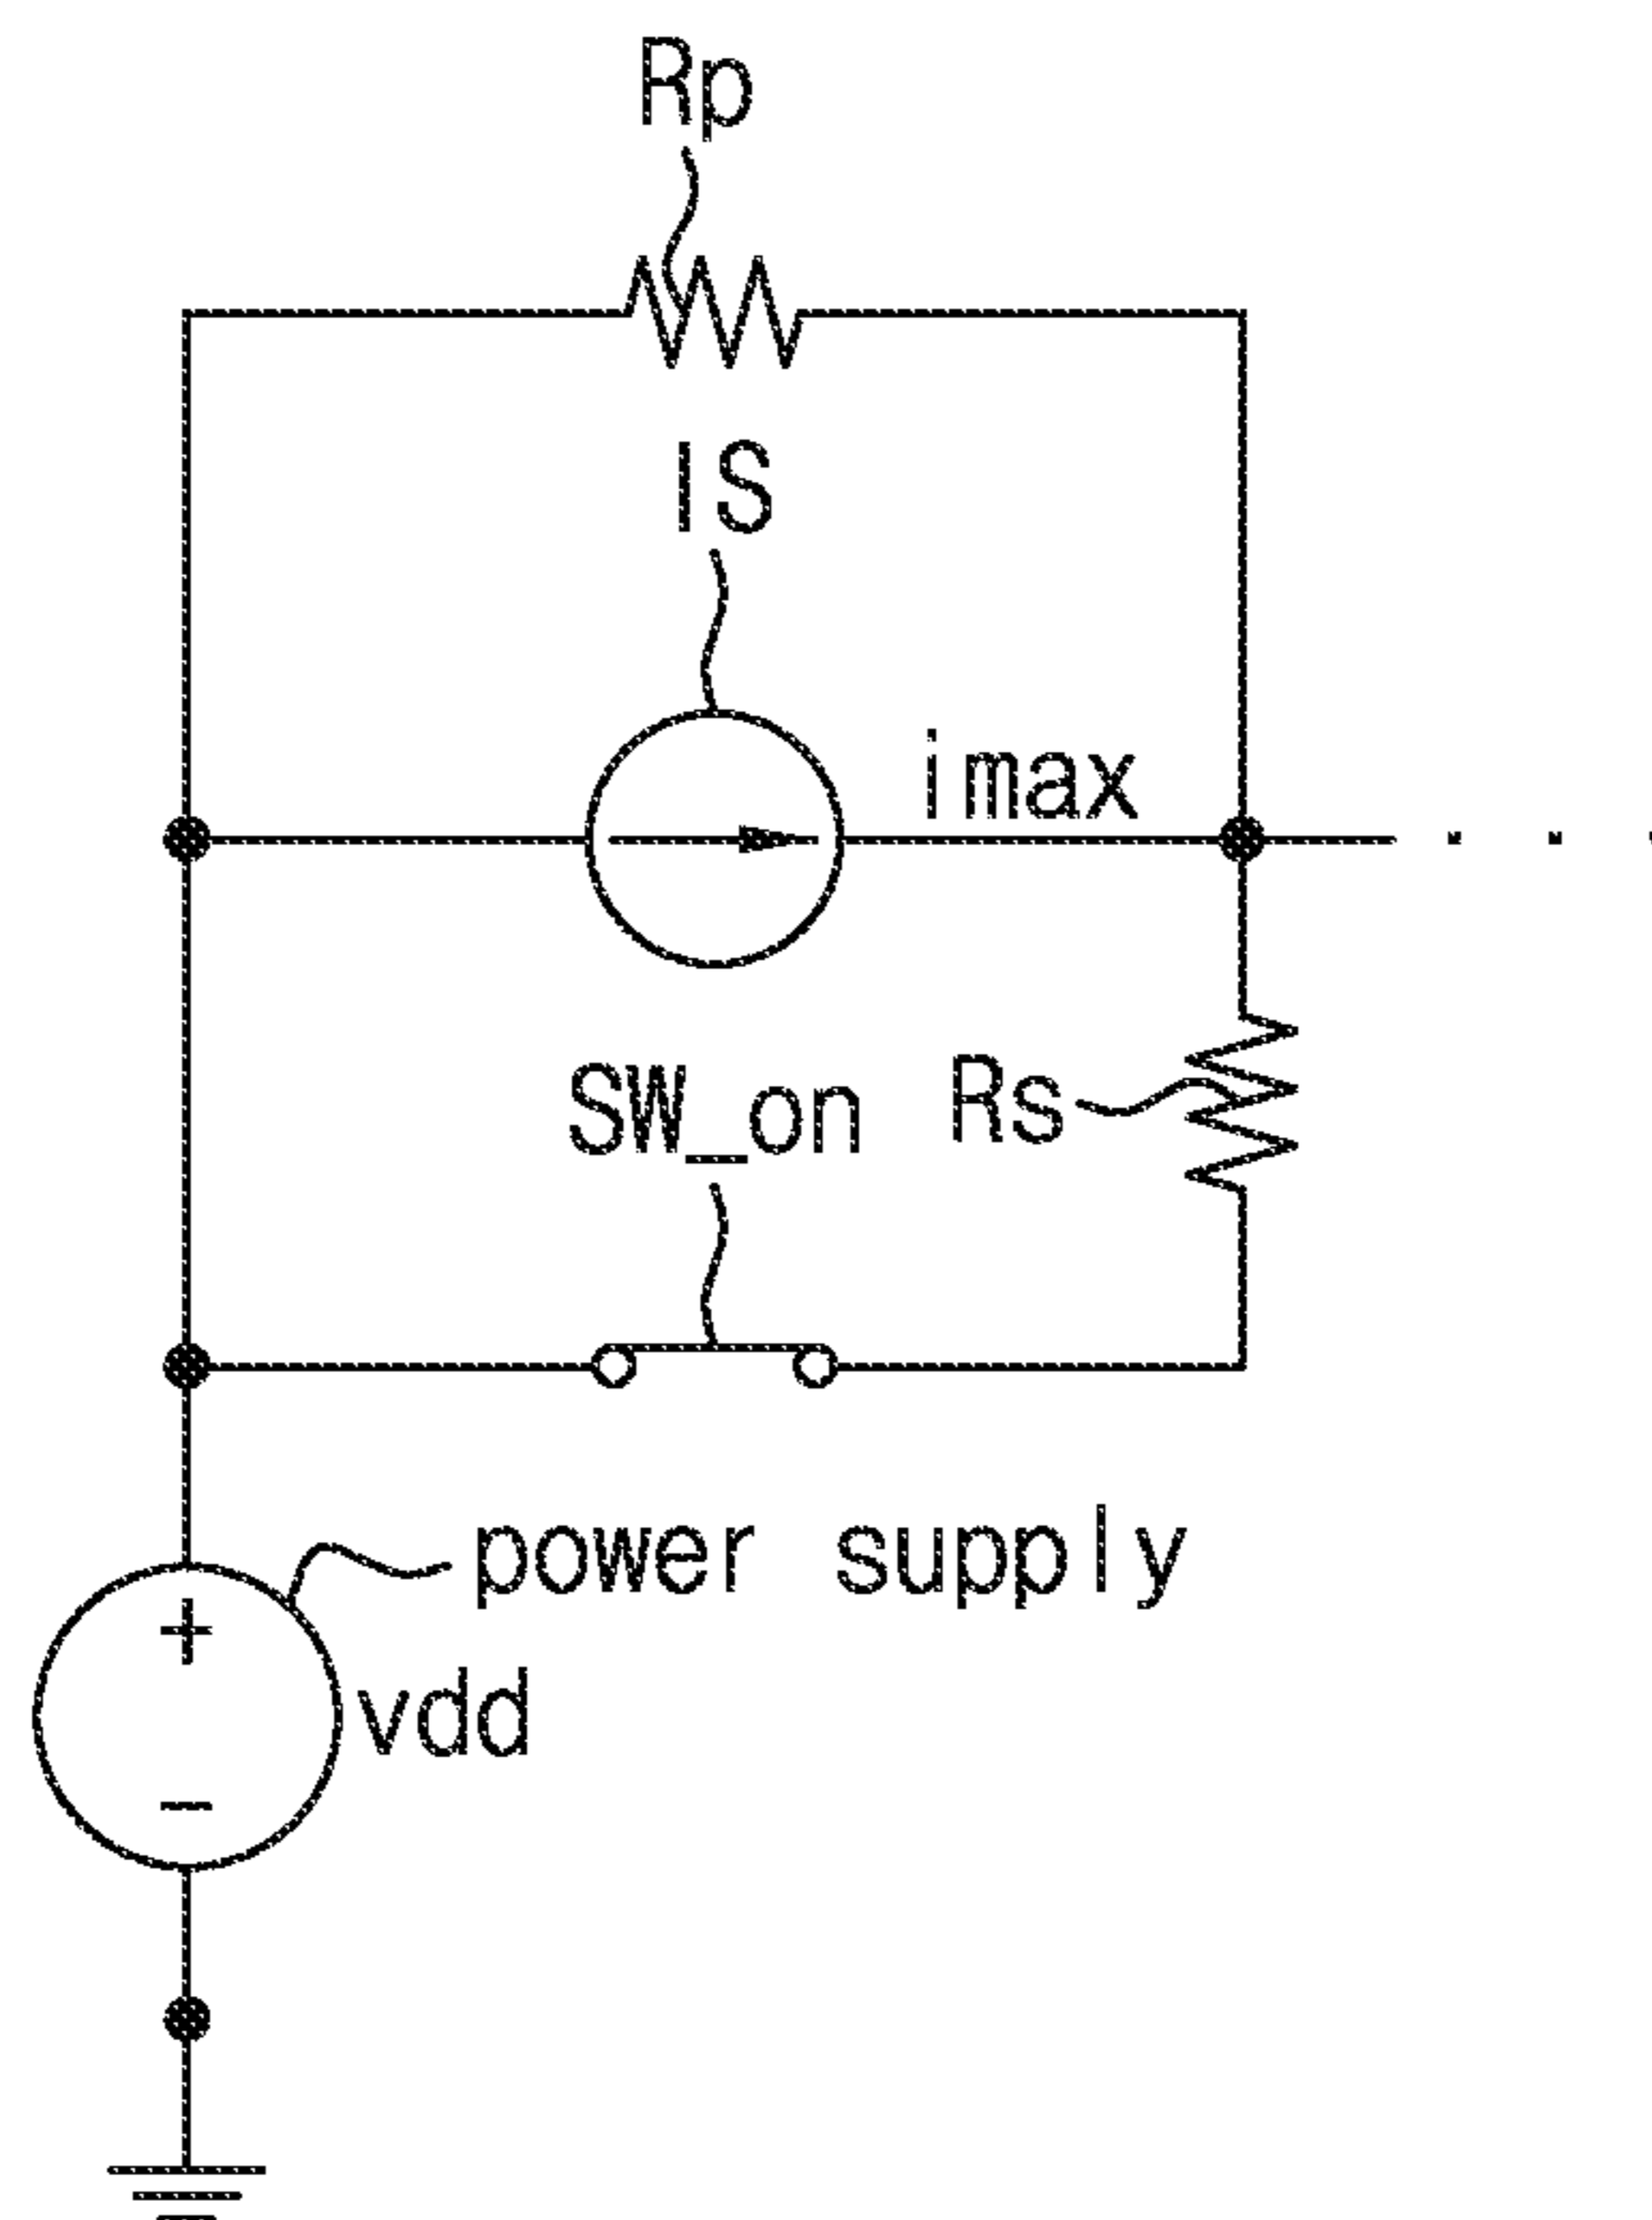 Rp
IS
imax
SW_on
Rs
power supply
+
vdd
−